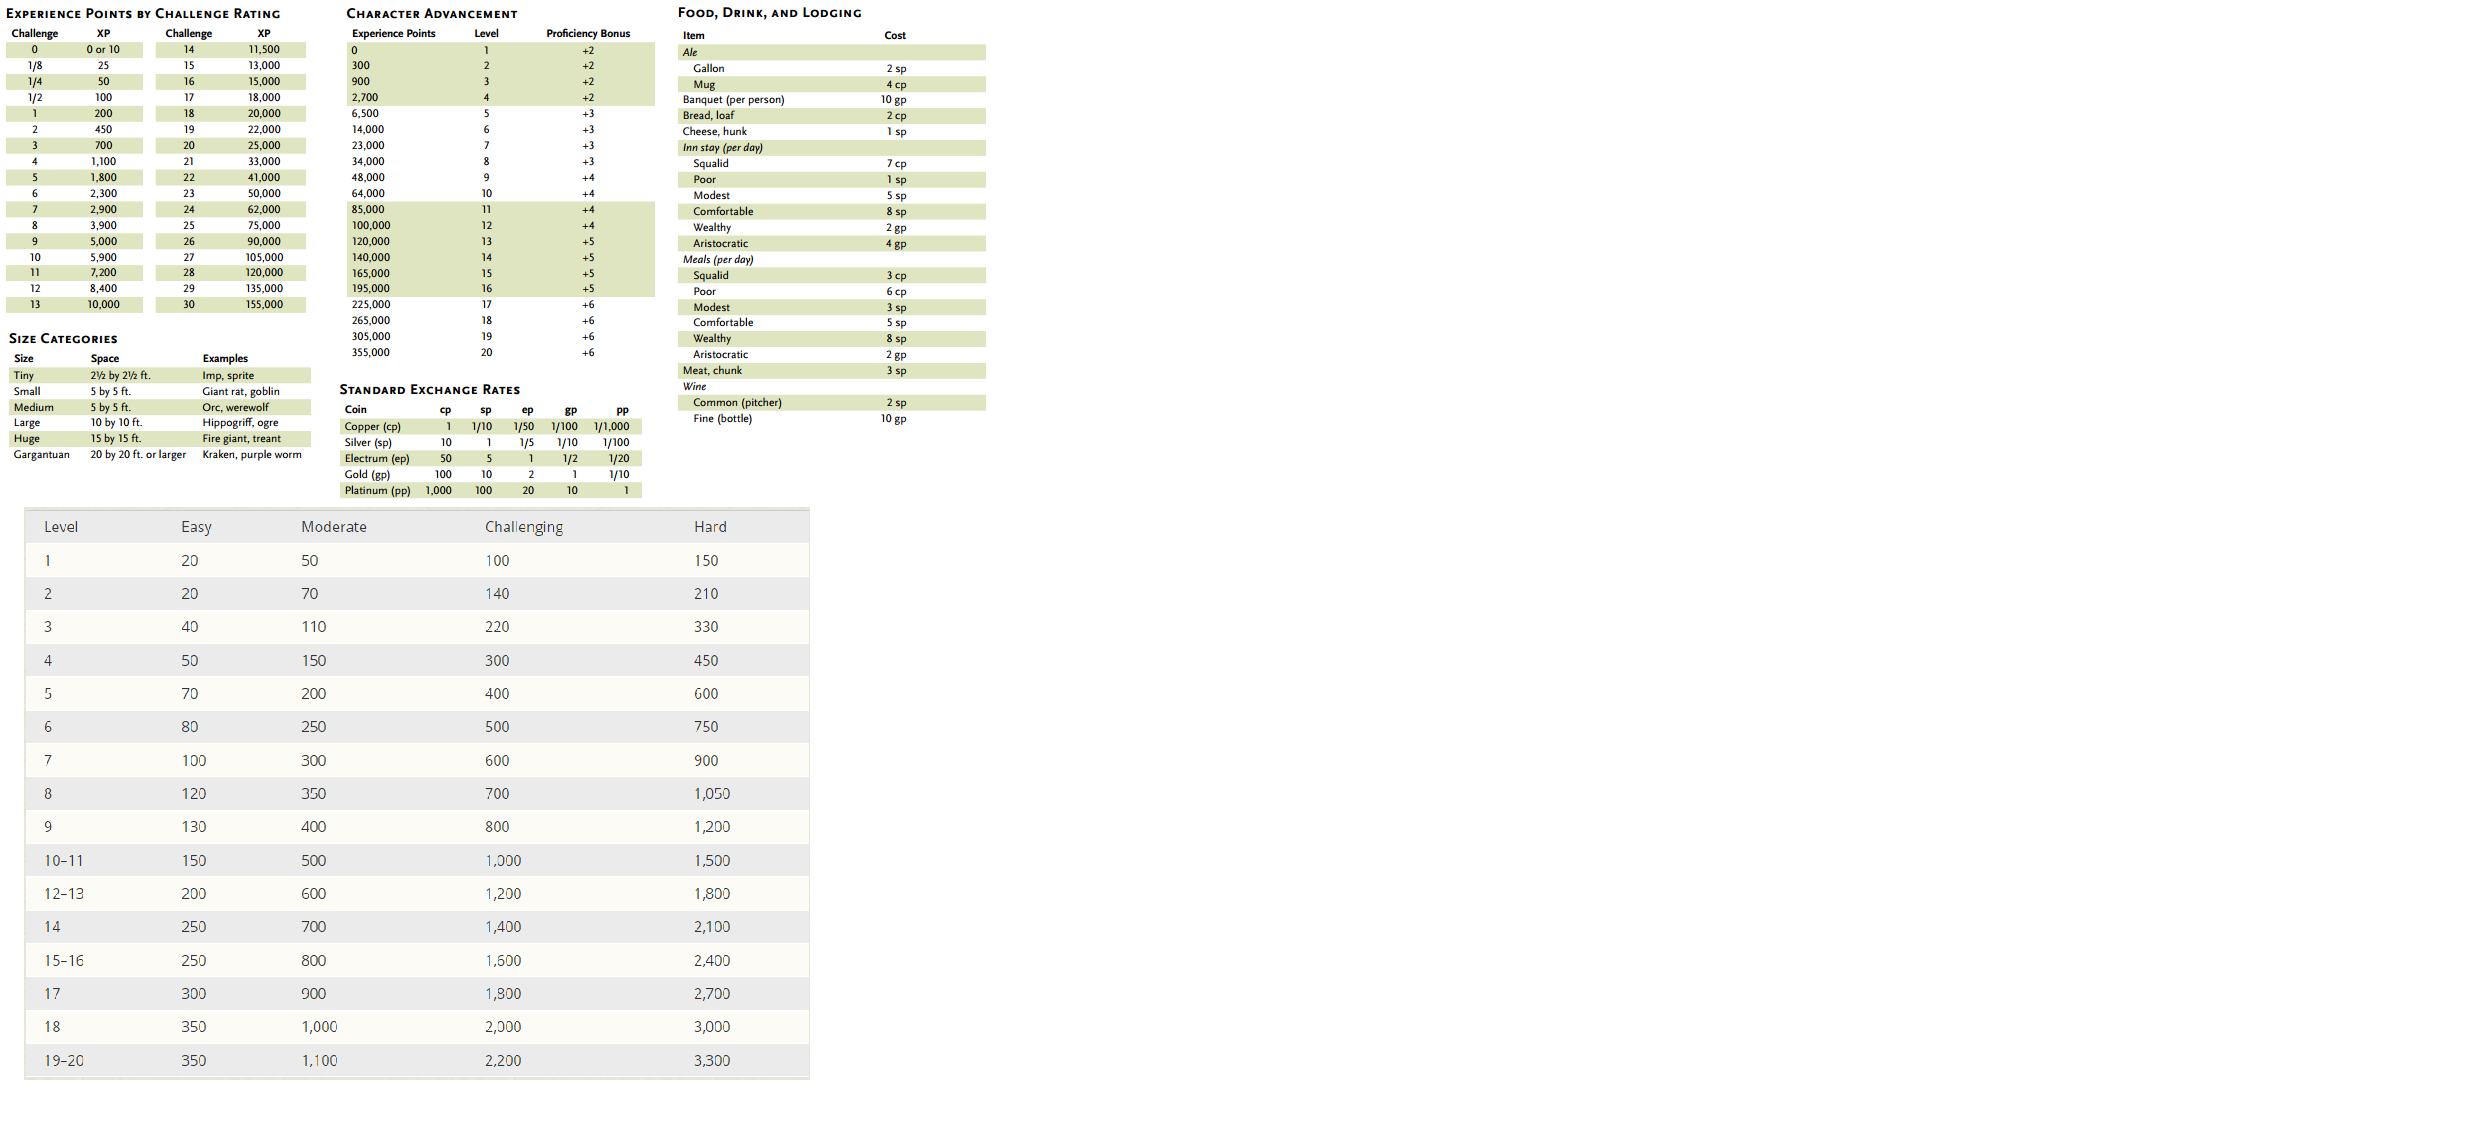 EXPERIENCE POINTS BY CHALLENGE RATING
Challenge XP Challenge XP
0 0 or 10 14 11,500
1/8 25 15 13,000
1/4 50 16 15,000
1/2 100 17 18,000
1 200 18 20,000
2 450 19 22,000
3 700 20 25,000
4 1,100 21 33,000
5 1,800 22 41,000
6 2,300 23 50,000
7 2,900 24 62,000
8 3,900 25 75,000
9 5,000 26 90,000
10 5,900 27 105,000
11 7,200 28 120,000
12 8,400 29 135,000
13 10,000 30 155,000
SIZE CATEGORIES
Size Space Examples
Tiny 2½ by 2½ ft. Imp, sprite
Small 5 by 5 ft. Giant rat, goblin
Medium 5 by 5 ft. Orc, werewolf
Large 10 by 10 ft. Hippogriff, ogre
Huge 15 by 15 ft. Fire giant, treant
Gargantuan 20 by 20 ft. or larger Kraken, purple worm
CHARACTER ADVANCEMENT
Experience Points Level Proficiency Bonus
0 1 +2
300 2 +2
900 3 +2
2,700 4 +2
6,500 5 +3
14,000 6 +3
23,000 7 +3
34,000 8 +3
48,000 9 +4
64,000 10 +4
85,000 11 +4
100,000 12 +4
120,000 13 +5
140,000 14 +5
165,000 15 +5
195,000 16 +5
225,000 17 +6
265,000 18 +6
305,000 19 +6
355,000 20 +6
STANDARD EXCHANGE RATES
Coin cp sp ep gp pp
Copper (cp) 1 1/10 1/50 1/100 1/1,000
Silver (sp) 10 1 1/5 1/10 1/100
Electrum (ep) 50 5 1 1/2 1/20
Gold (gp) 100 10 2 1 1/10
Platinum (pp) 1,000 100 20 10 1
FOOD, DRINK, AND LODGING
Item Cost
Ale
Gallon 2 sp
Mug 4 cp
Banquet (per person) 10 gp
Bread, loaf 2 cp
Cheese, hunk 1 sp
Inn stay (per day)
Squalid 7 cp
Poor 1 sp
Modest 5 sp
Comfortable 8 sp
Wealthy 2 gp
Aristocratic 4 gp
Meals (per day)
Squalid 3 cp
Poor 6 cp
Modest 3 sp
Comfortable 5 sp
Wealthy 8 sp
Aristocratic 2 gp
Meat, chunk 3 sp
Wine
Common (pitcher) 2 sp
Fine (bottle) 10 gp
Level Easy Moderate Challenging Hard
1 20 50 100 150
2 20 70 140 210
3 40 110 220 330
4 50 150 300 450
5 70 200 400 600
6 80 250 500 750
7 100 300 600 900
8 120 350 700 1,050
9 130 400 800 1,200
10–11 150 500 1,000 1,500
12–13 200 600 1,200 1,800
14 250 700 1,400 2,100
15–16 250 800 1,600 2,400
17 300 900 1,800 2,700
18 350 1,000 2,000 3,000
19–20 350 1,100 2,200 3,300